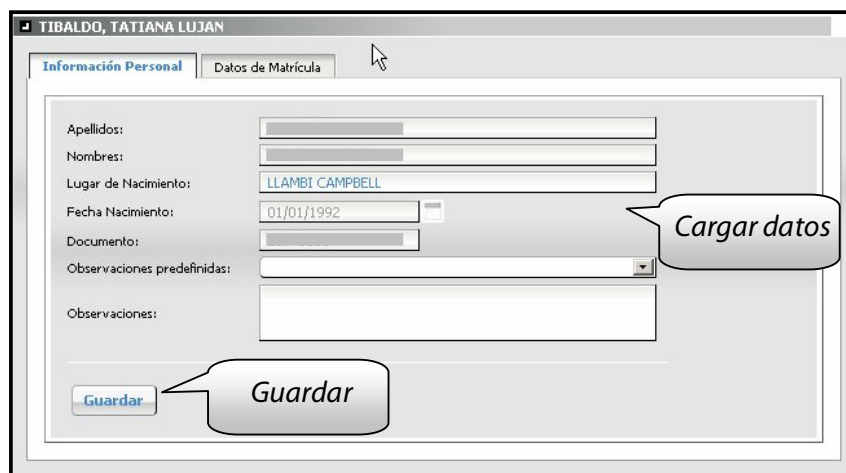 TIBALDO, TATIANA LUJAN
Información Personal
Datos de Matrícula
Apellidos:
Nombres:
Lugar de Nacimiento: LLAMBI CAMPBELL
Fecha Nacimiento: 01/01/1992
Cargar datos
Documento:
Observaciones predefinidas:
Observaciones:
Guardar
Guardar